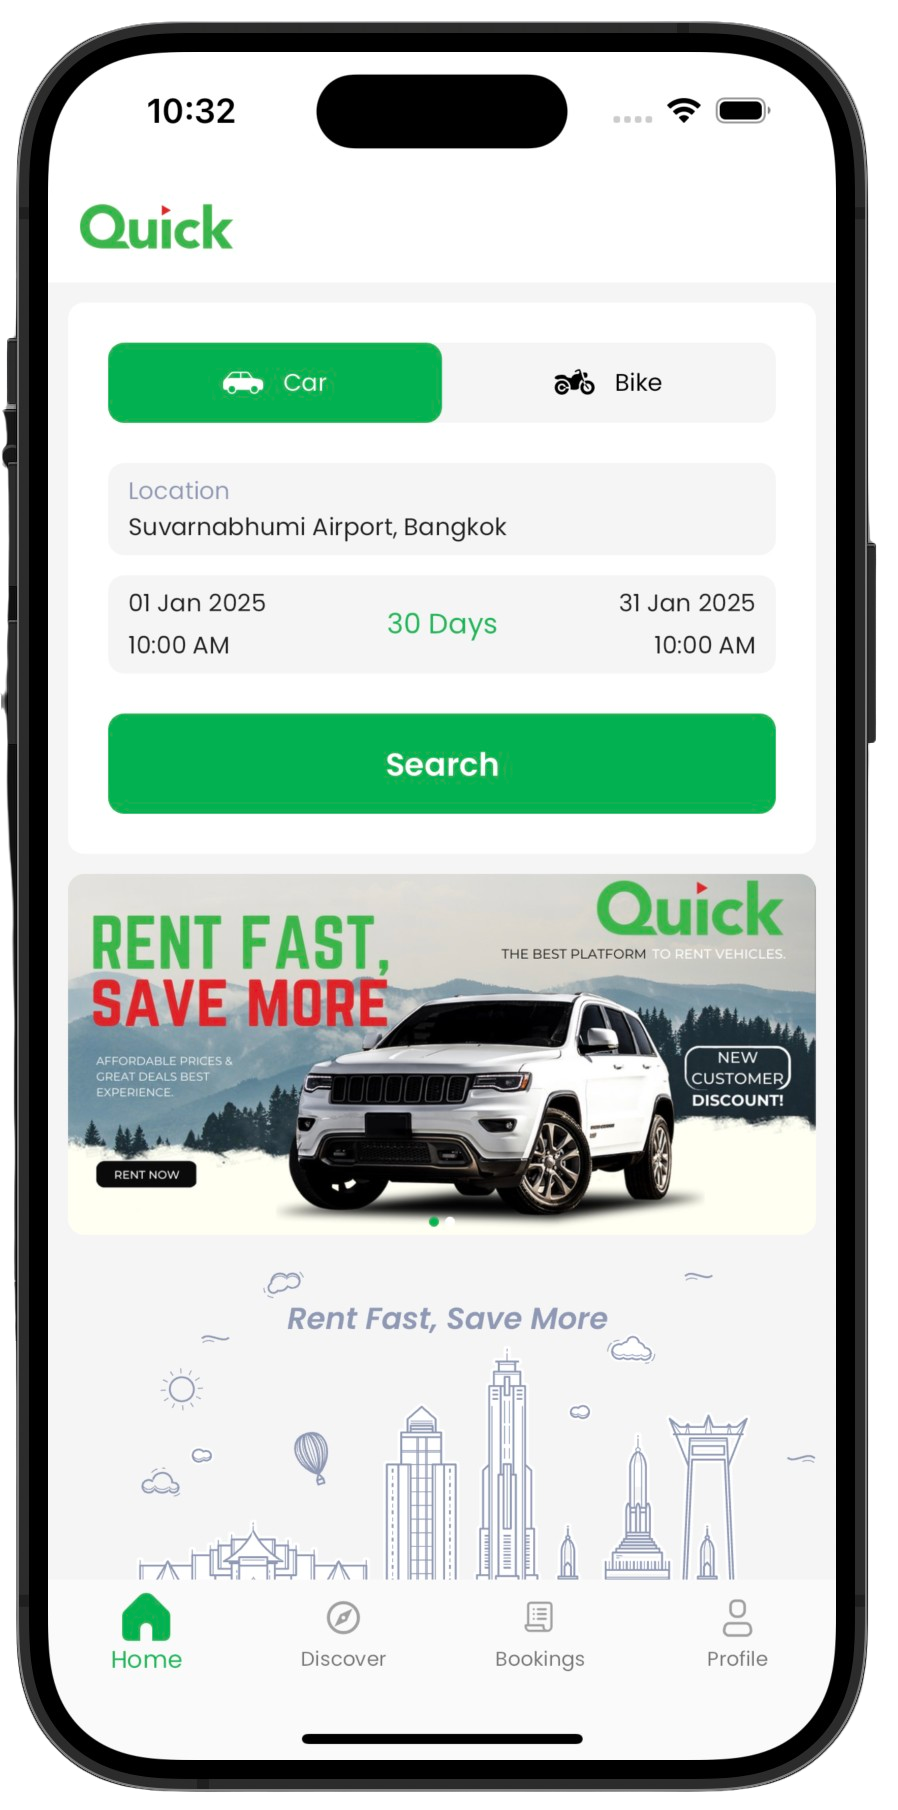 10:32
Quick
Car
Bike
Location
Suvarnabhumi Airport, Bangkok
01 Jan 2025
10:00 AM
30 Days
31 Jan 2025
10:00 AM
Search
Quick
THE BEST PLATFORM TO RENT VEHICLES.
RENT FAST,
SAVE MORE
AFFORDABLE PRICES &
GREAT DEALS BEST
EXPERIENCE.
NEW
CUSTOMER
DISCOUNT!
RENT NOW
Rent Fast, Save More
Home
Discover
Bookings
Profile